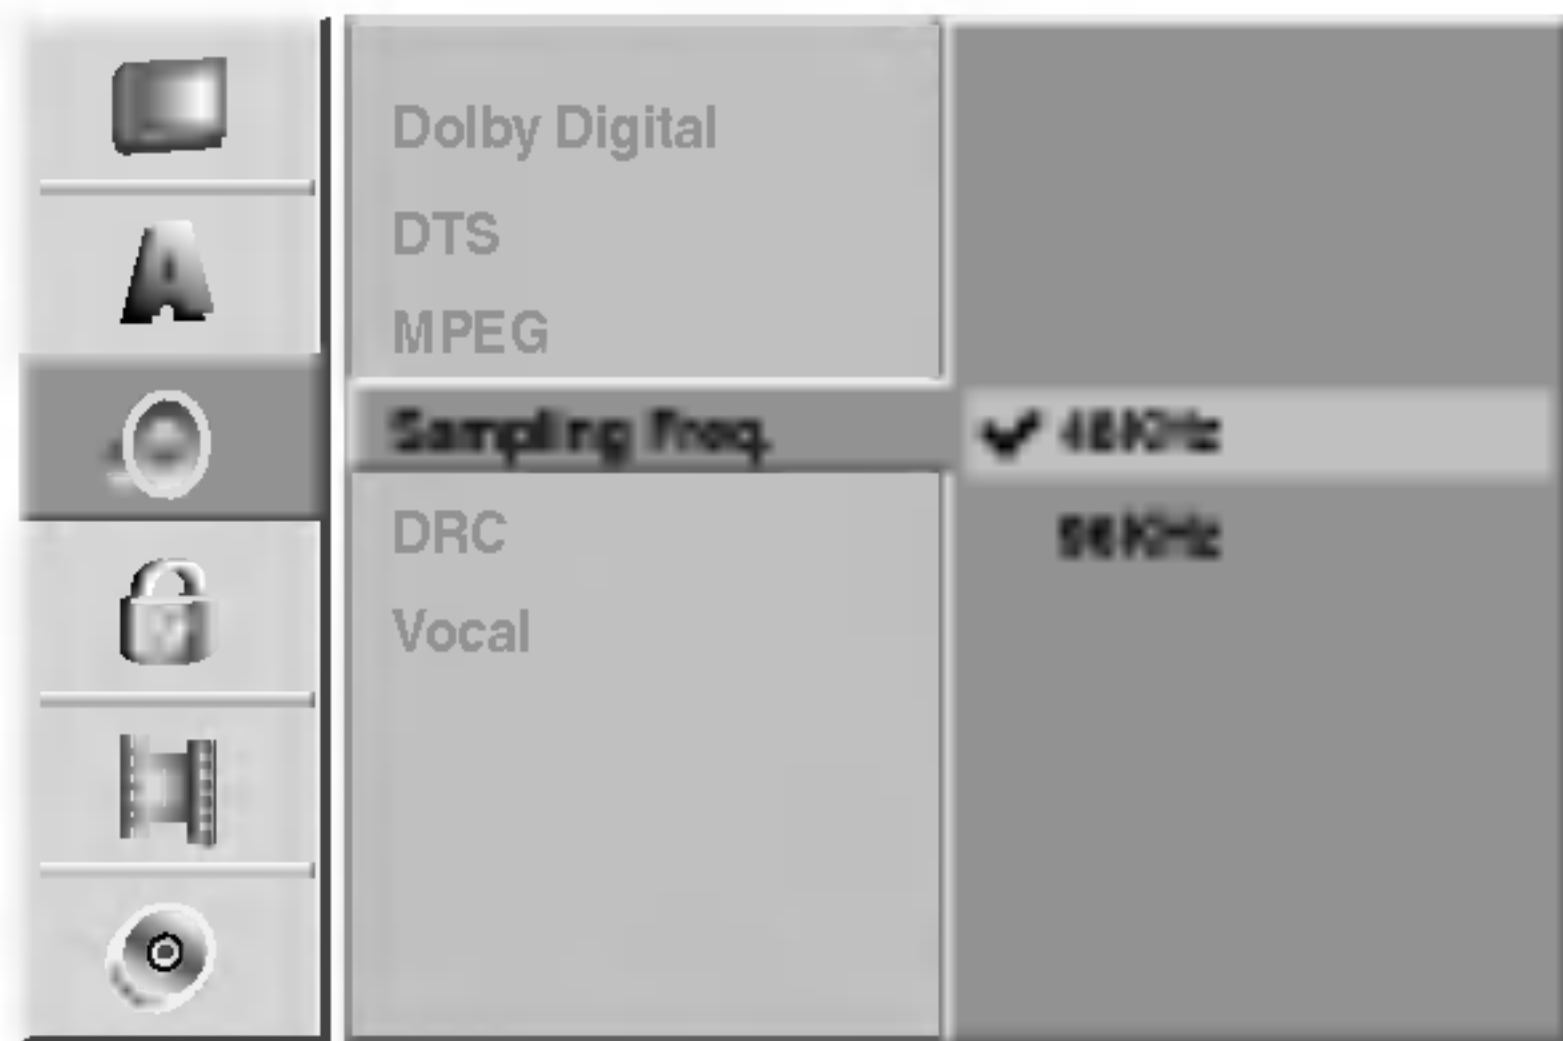 Dolby Digital
DTS
MPEG
Sampling Freq.
48KHz
96KHz
DRC
Vocal